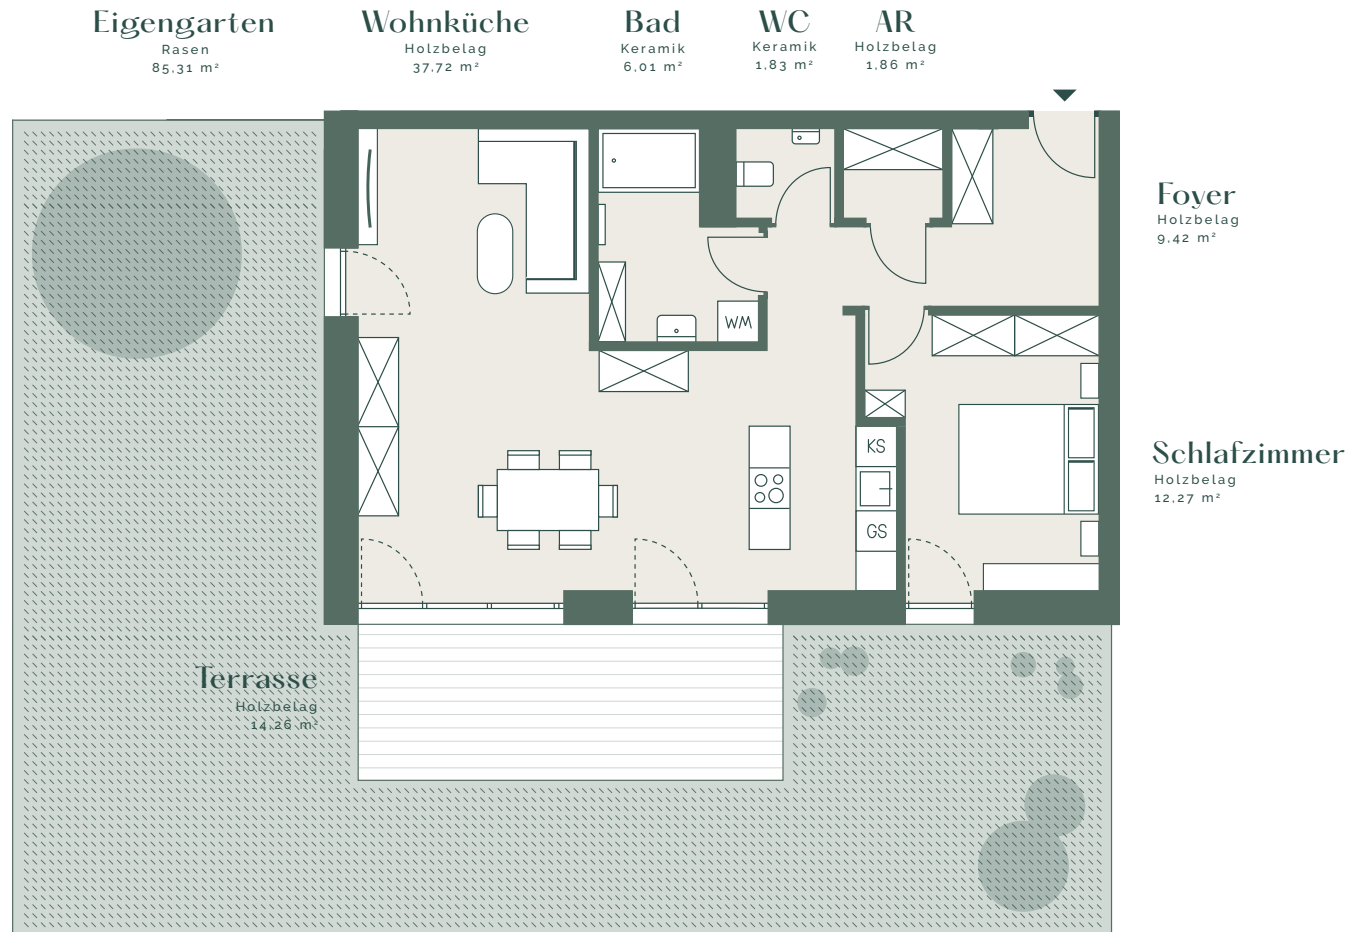 Eigengarten
Rasen
85,31 m²
Wohnküche
Holzbelag
37,72 m²
Bad
Keramik
6,01 m²
WC
Keramik
1,83 m²
AR
Holzbelag
1,86 m²
Foyer
Holzbelag
9,42 m²
WM
KS
GS
Schlafzimmer
Holzbelag
12,27 m²
Terrasse
Holzbelag
14,26 m²